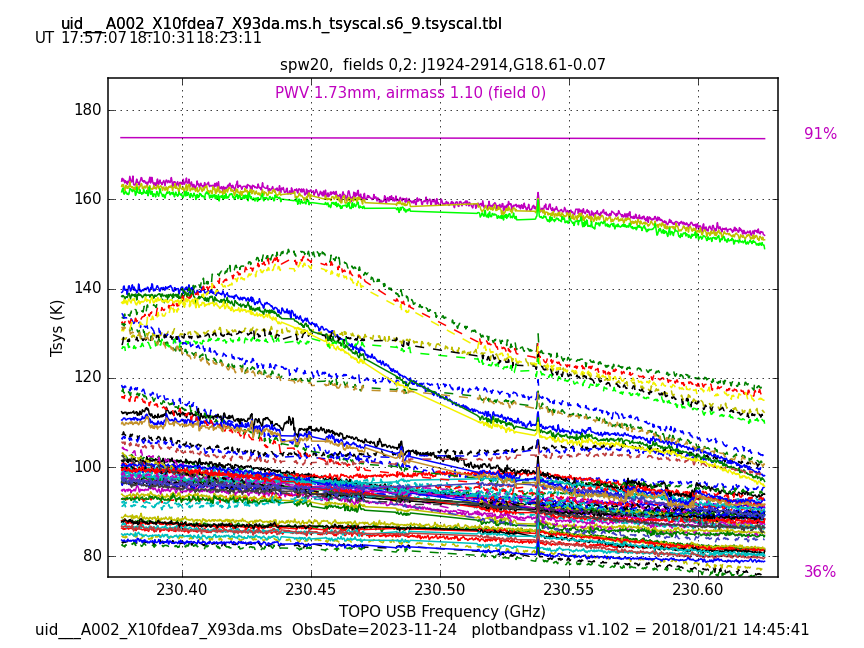 uid___A002_X10fdea7_X93da.ms.h_tsyscal.s6_9.tsyscal.tbl
UT 17:57:07 18:10:31 18:23:11
spw20, fields 0,2: J1924-2914,G18.61-0.07
PWV 1.73mm, airmass 1.10 (field 0)
180
91%
160
140
Tsys (K)
120
100
80
36%
230.40 230.45 230.50 230.55 230.60
TOPO USB Frequency (GHz)
uid___A002_X10fdea7_X93da.ms ObsDate=2023-11-24 plotbandpass v1.102 = 2018/01/21 14:45:41